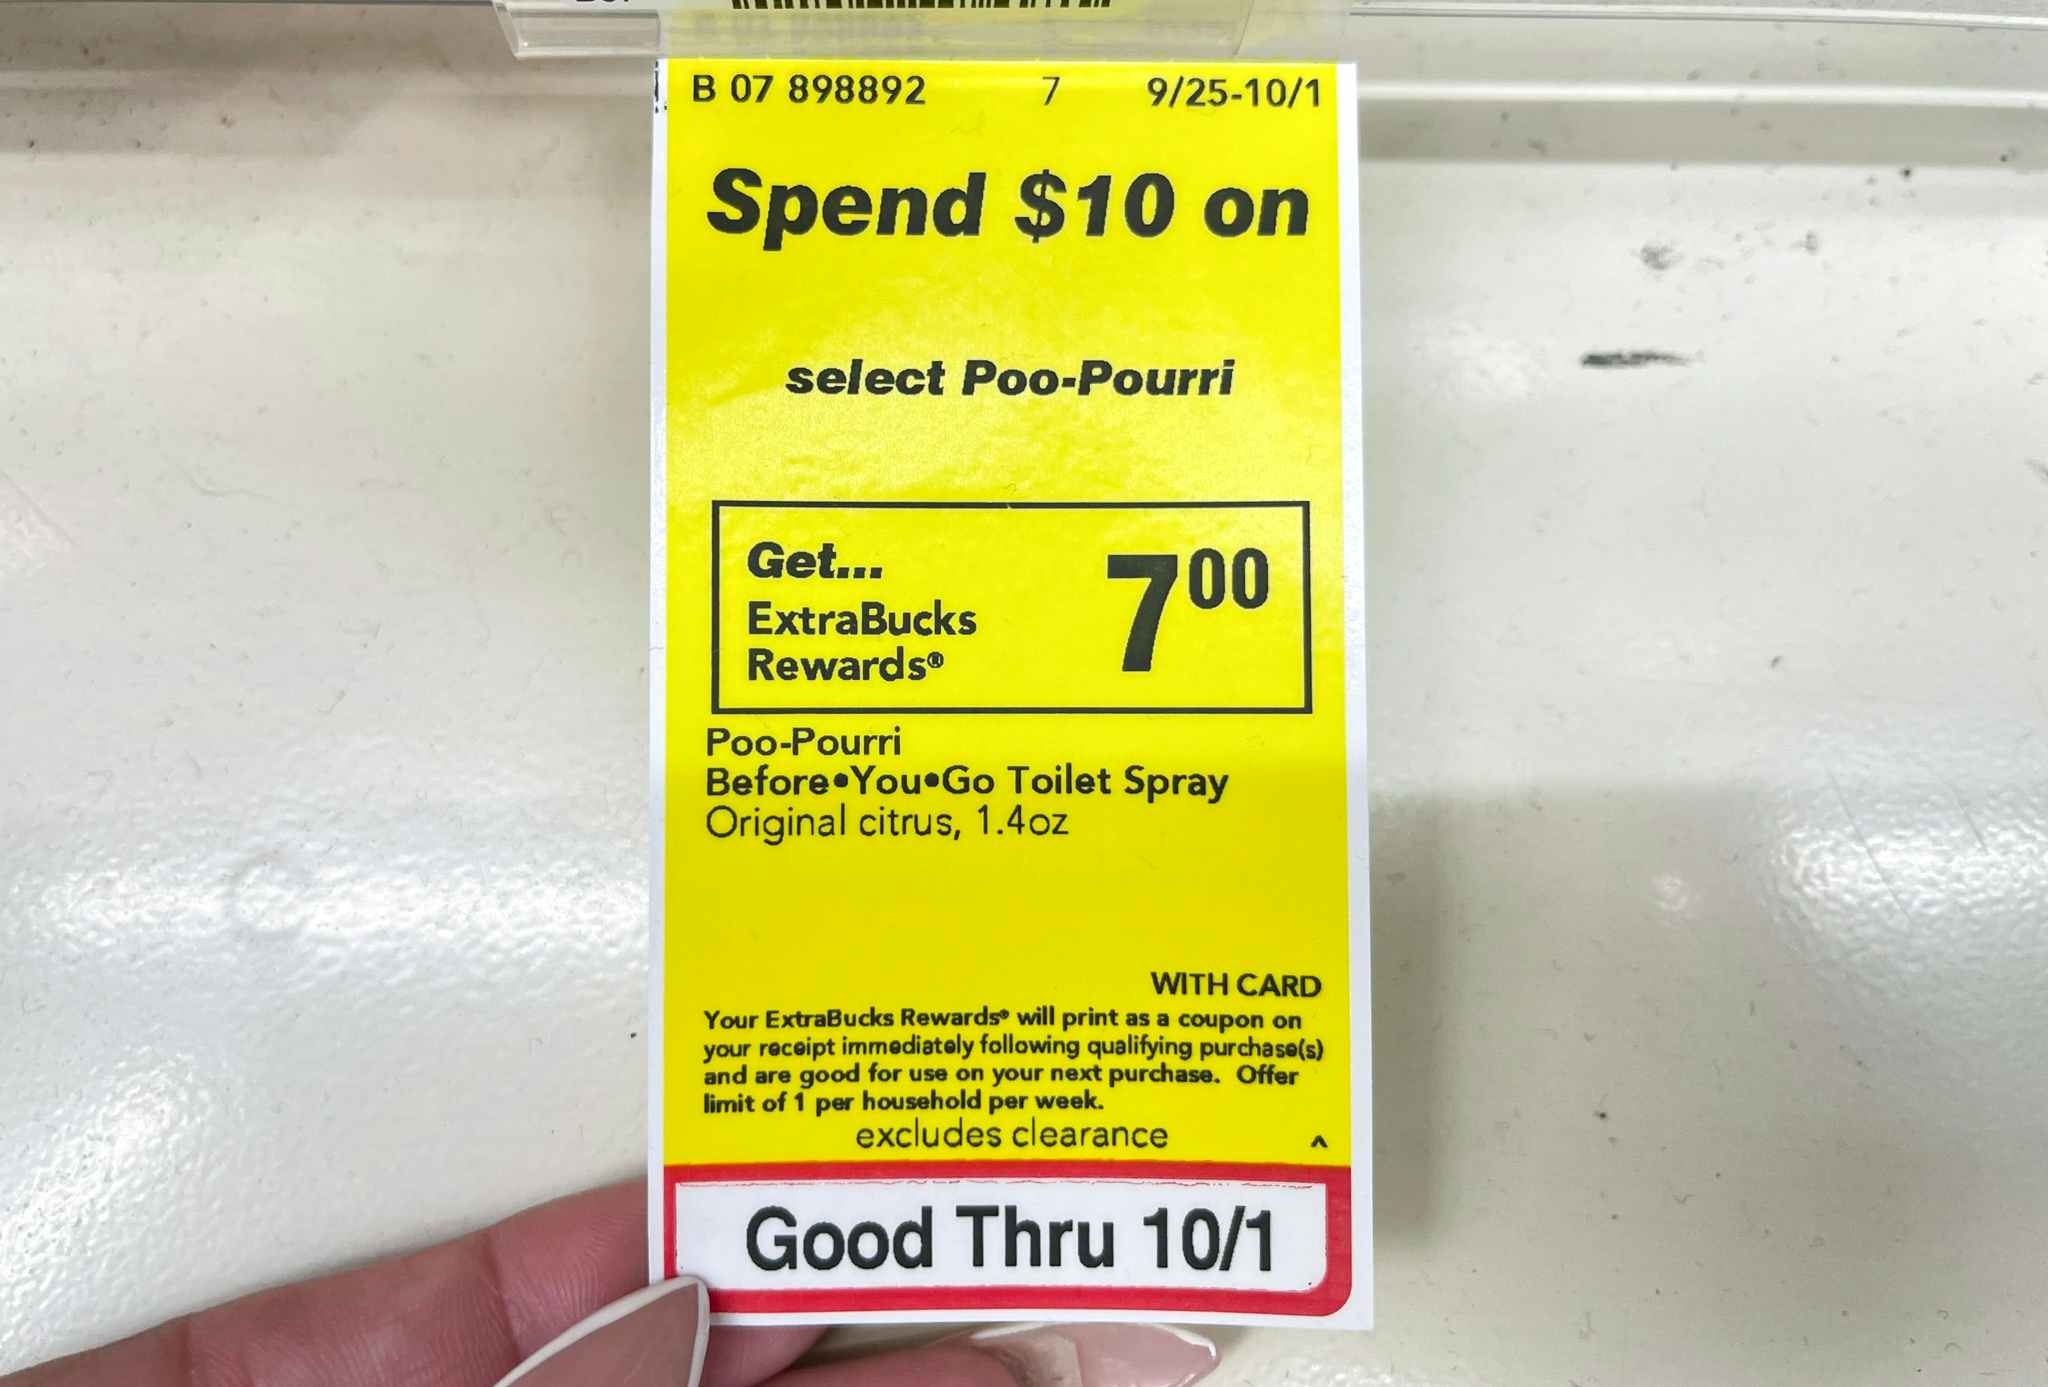 B 07 898892 7 9/25-10/1
Spend $10 on
select Poo-Pourri
Get...
ExtraBucks
Rewards®
7⁰⁰
Poo-Pourri
Before•You•Go Toilet Spray
Original citrus, 1.4oz
WITH CARD
Your ExtraBucks Rewards® will print as a coupon on
your receipt immediately following qualifying purchase(s)
and are good for use on your next purchase. Offer
limit of 1 per household per week.
excludes clearance ^
Good Thru 10/1